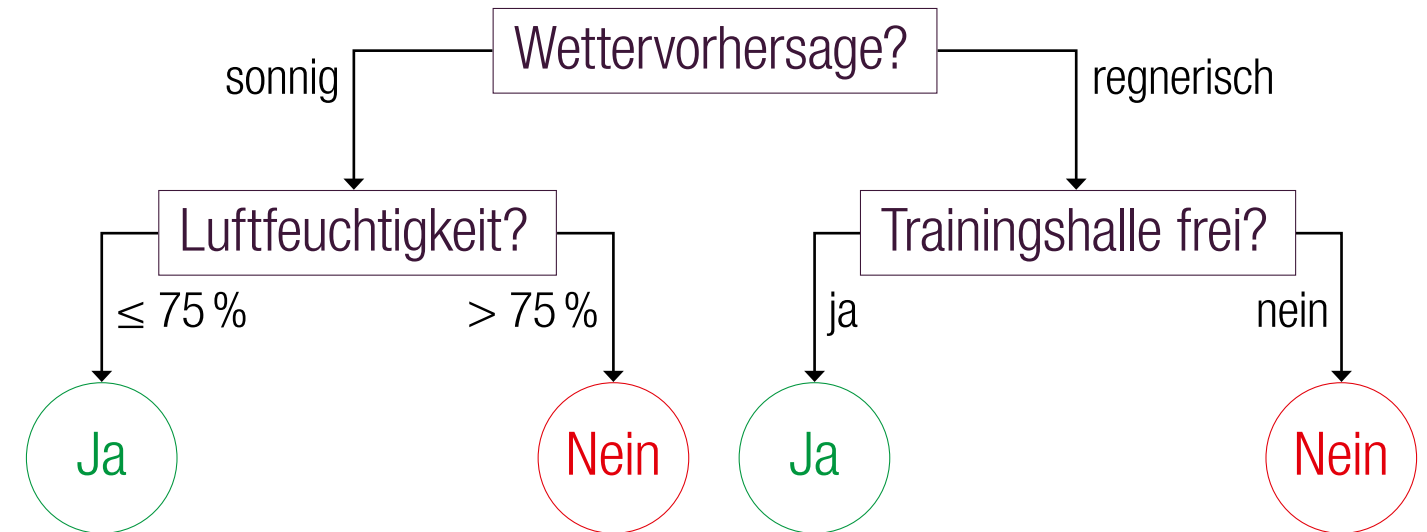 Wettervorhersage?
sonnig
regnerisch
Luftfeuchtigkeit?
Trainingshalle frei?
≤ 75 %
> 75 %
ja
nein
Ja
Nein
Ja
Nein